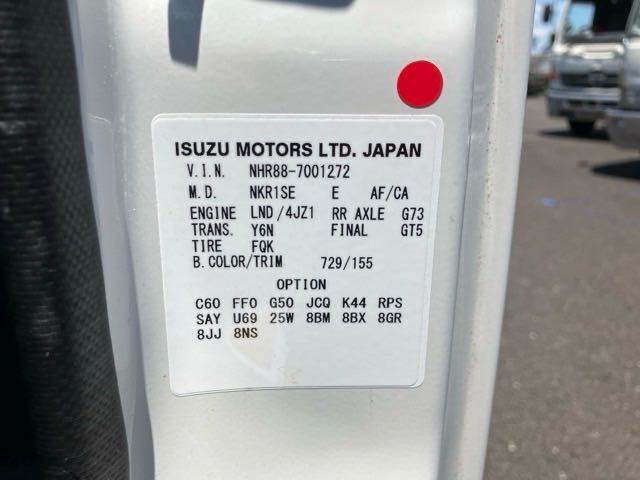 ISUZU MOTORS LTD. JAPAN
V.I.N. NHR88-7001272
M.D. NKR1SE E AF/CA
ENGINE LND/4JZ1 RR AXLE G73
TRANS. Y6N FINAL GT5
TIRE FQK
B.COLOR/TRIM 729/155
OPTION
C60 FF0 G50 JCQ K44 RPS
SAY U69 25W 8BM 8BX 8GR
8JJ 8NS